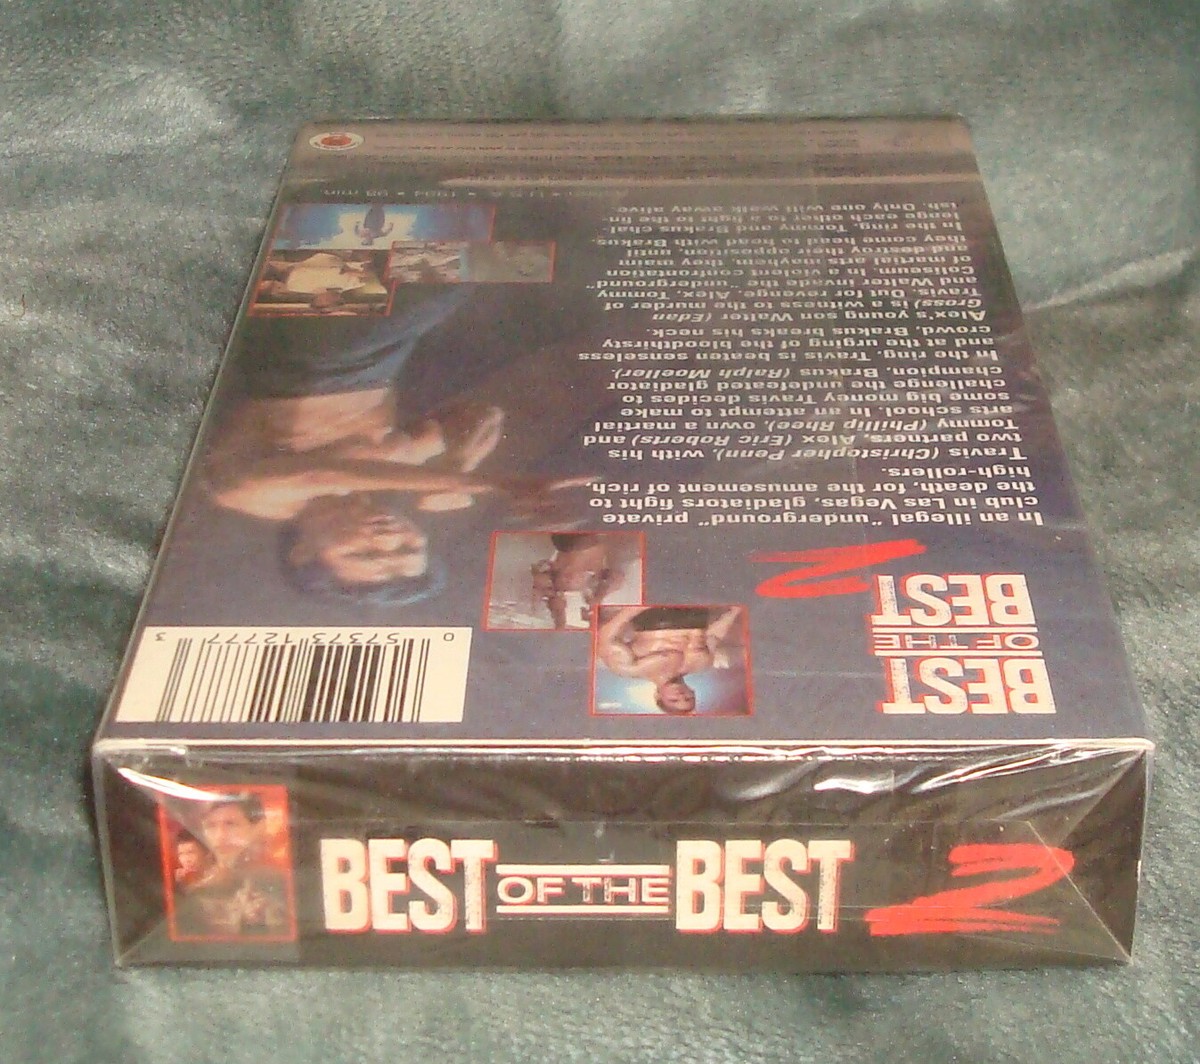 BEST
OF THE
BEST
2
In an illegal "underground" private
club in Las Vegas, gladiators fight to
the death, for the amusement of rich,
high-rollers.
Travis (Christopher Penn), with his
two partners, Alex (Eric Roberts) and
Tommy (Phillip Rhee), own a martial
arts school. In an attempt to make
some big money Travis decides to
challenge the undefeated gladiator
champion, Brakus (Ralph Moeller).
In the ring, Travis is beaten senseless
and at the urging of the bloodthirsty
crowd, Brakus breaks his neck.
Alex's young son Walter (Edan
Gross) is a witness to the murder of
Travis. Out for revenge, Alex, Tommy
and Walter invade the "underground"
Coliseum. In a violent confrontation
of martial arts mayhem, they maim
and destroy their opposition, until
they come head to head with Brakus.
In the ring, Tommy and Brakus chal-
lenge each other to a fight to the fin-
ish. Only one will walk away alive.
U.S.A. • 1994 • 95 min.
0 57373 12777 3
BEST OF THE BEST 2